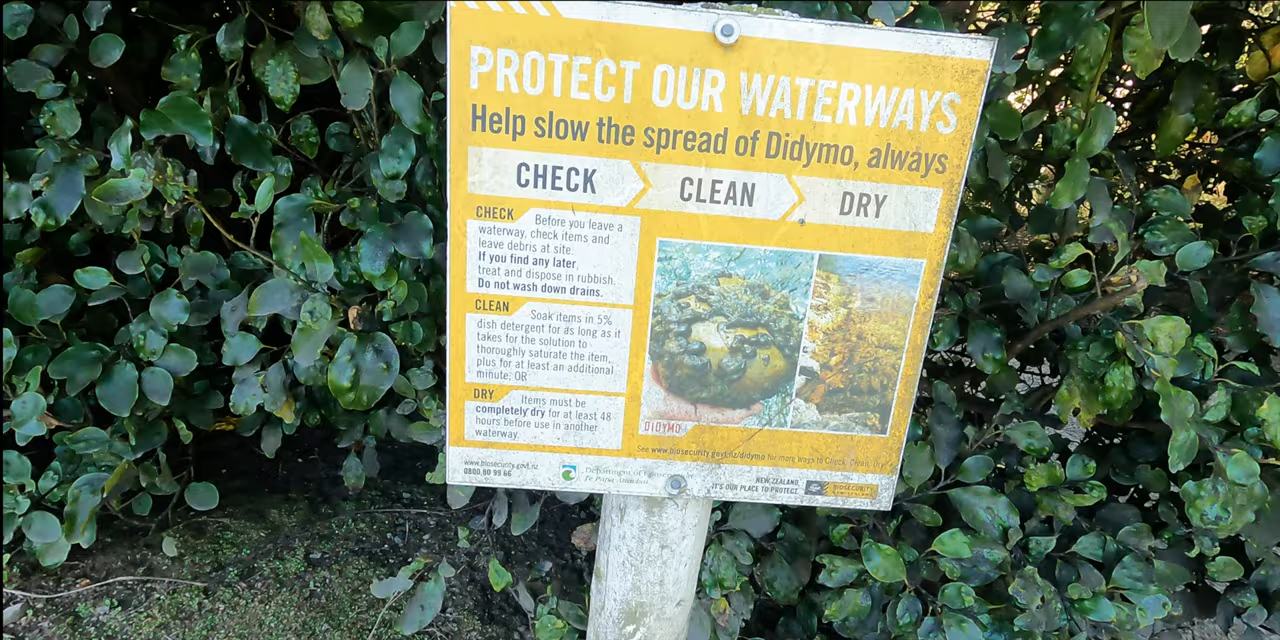 PROTECT OUR WATERWAYS
Help slow the spread of Didymo, always
CHECK
CLEAN
DRY
CHECK Before you leave a
waterway, check items and
leave debris at site.
If you find any later,
treat and dispose in rubbish.
Do not wash down drains.
CLEAN Soak items in 5%
dish detergent for as long as it
takes for the solution to
thoroughly saturate the item,
plus for at least an additional
minute, OR
DRY Items must be
completely dry for at least 48
hours before use in another
waterway.
DIDYMO
See www.biosecurity.govt.nz/didymo for more ways to Check, Clean, Dry
www.biosecurity.govt.nz
0800 80 99 66
Department of Conservation
Te Papa Atawhai
NEW ZEALAND.
IT'S OUR PLACE TO PROTECT
BIOSECURITY